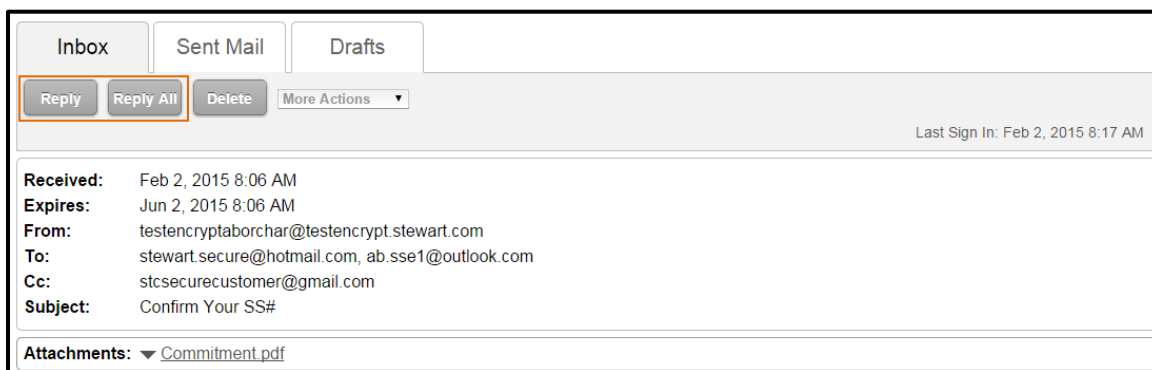 Inbox Sent Mail Drafts
Reply Reply All Delete More Actions
Last Sign In: Feb 2, 2015 8:17 AM
Received: Feb 2, 2015 8:06 AM
Expires: Jun 2, 2015 8:06 AM
From: testencryptaborchar@testencrypt.stewart.com
To: stewart.secure@hotmail.com, ab.sse1@outlook.com
Cc: stcsecurecustomer@gmail.com
Subject: Confirm Your SS#
Attachments: Commitment.pdf